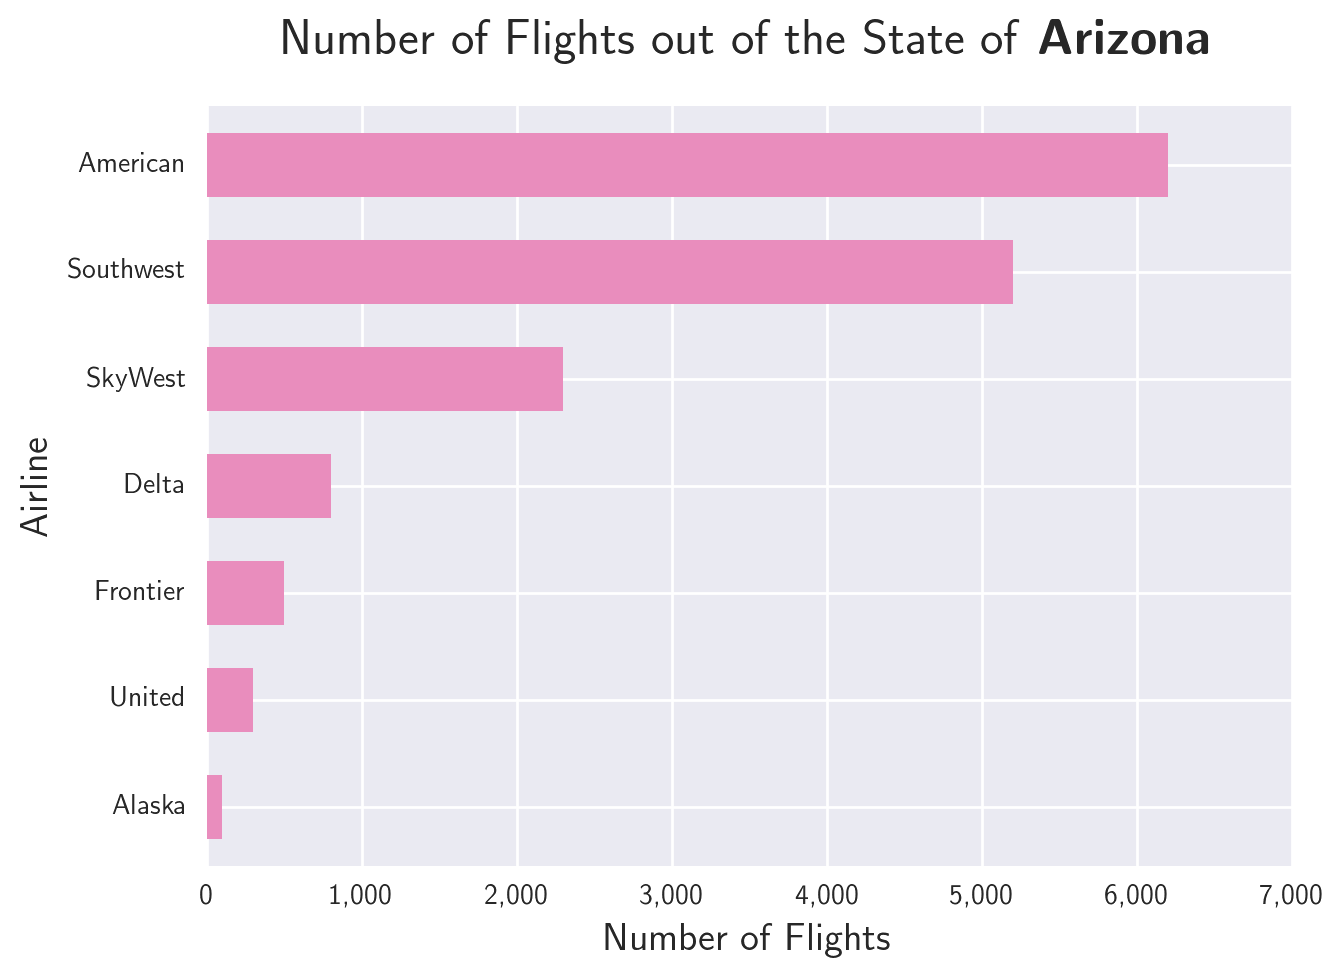 Number of Flights out of the State of Arizona
American
Southwest
SkyWest
Delta
Frontier
United
Alaska
Airline
0 1,000 2,000 3,000 4,000 5,000 6,000 7,000
Number of Flights